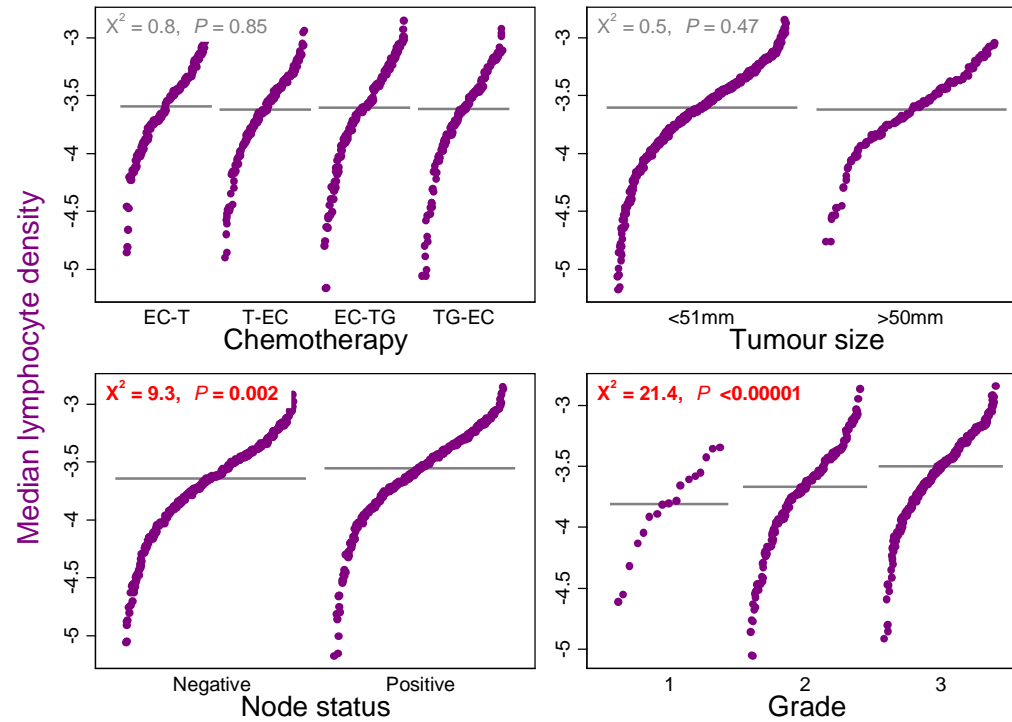 Median lymphocyte density
X² = 0.8, P = 0.85
-3
-3.5
-4
-4.5
-5
EC-T T-EC EC-TG TG-EC
Chemotherapy
X² = 0.5, P = 0.47
-3
-3.5
-4
-4.5
-5
<51mm >50mm
Tumour size
X² = 9.3, P = 0.002
-3
-3.5
-4
-4.5
-5
Negative Positive
Node status
X² = 21.4, P <0.00001
-3
-3.5
-4
-4.5
-5
1 2 3
Grade